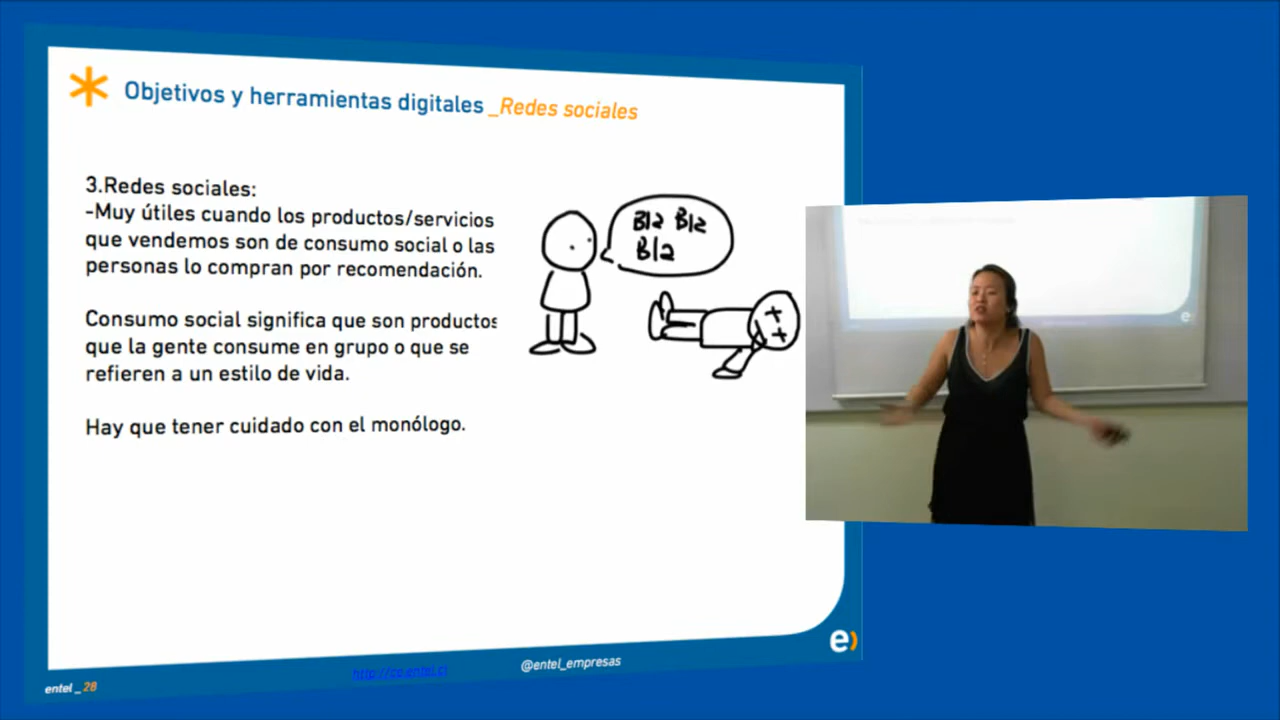 Objetivos y herramientas digitales _Redes sociales
3.Redes sociales:
-Muy útiles cuando los productos/servicios
que vendemos son de consumo social o las
personas lo compran por recomendación.
Consumo social significa que son productos
que la gente consume en grupo o que se
refieren a un estilo de vida.
Hay que tener cuidado con el monólogo.
Bla Bla
Bla
e)
entel _ 28
@entel_empresas
e